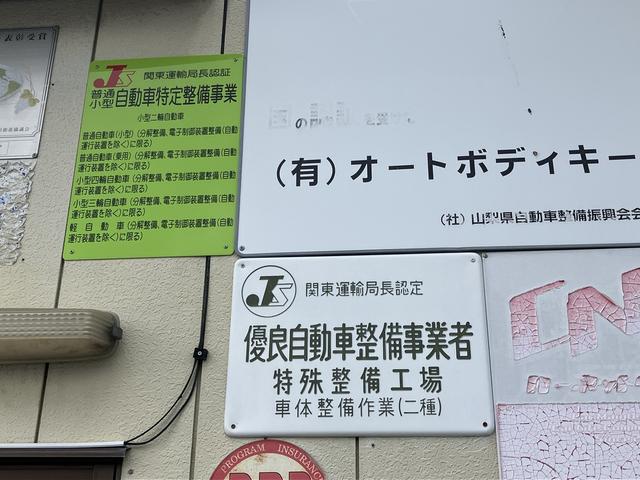 表彰受賞
JS 関東運輸局長認証
普通
小型
自動車特定整備事業
小型二輪自動車
普通自動車(小型)(分解整備、電子制御装置整備(自動
運行装置を除く)に限る)
普通自動車(乗用)(分解整備、電子制御装置整備(自動
運行装置を除く)に限る)
小型四輪自動車(分解整備、電子制御装置整備(自動
運行装置を除く)に限る)
小型三輪自動車(分解整備、電子制御装置整備(自動
運行装置を除く)に限る)
軽自動車(分解整備、電子制御装置整備(自動
運行装置を除く)に限る)
(有)オートボディキー
(社)山梨県自動車整備振興会会
JS 関東運輸局長認定
優良自動車整備事業者
特殊整備工場
車体整備作業(二種)
PROGRAM INSURANCE